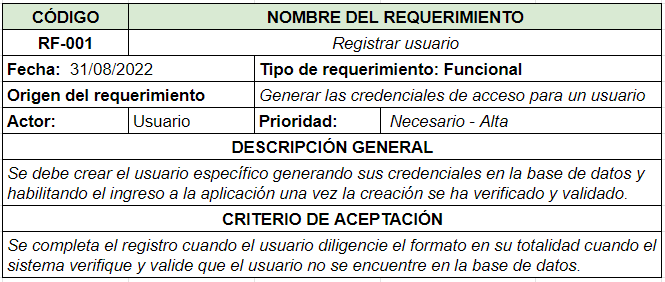 CÓDIGO NOMBRE DEL REQUERIMIENTO
RF-001 Registrar usuario
Fecha: 31/08/2022 Tipo de requerimiento: Funcional
Origen del requerimiento Generar las credenciales de acceso para un usuario
Actor: Usuario Prioridad: Necesario - Alta
DESCRIPCIÓN GENERAL
Se debe crear el usuario específico generando sus credenciales en la base de datos y
habilitando el ingreso a la aplicación una vez la creación se ha verificado y validado.
CRITERIO DE ACEPTACIÓN
Se completa el registro cuando el usuario diligencie el formato en su totalidad cuando el
sistema verifique y valide que el usuario no se encuentre en la base de datos.